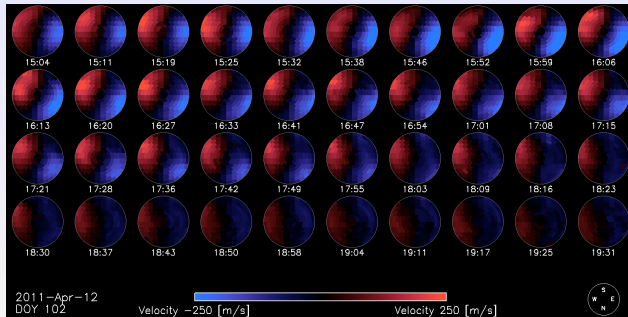 15:04 15:11 15:19 15:25 15:32 15:38 15:46 15:52 15:59 16:06
16:13 16:20 16:27 16:33 16:41 16:47 16:54 17:01 17:08 17:15
17:21 17:28 17:36 17:42 17:49 17:55 18:03 18:09 18:16 18:23
18:30 18:37 18:43 18:50 18:58 19:04 19:11 19:17 19:25 19:31
2011-Apr-12
DOY 102
Velocity -250 [m/s] Velocity 250 [m/s]
S
W E
N